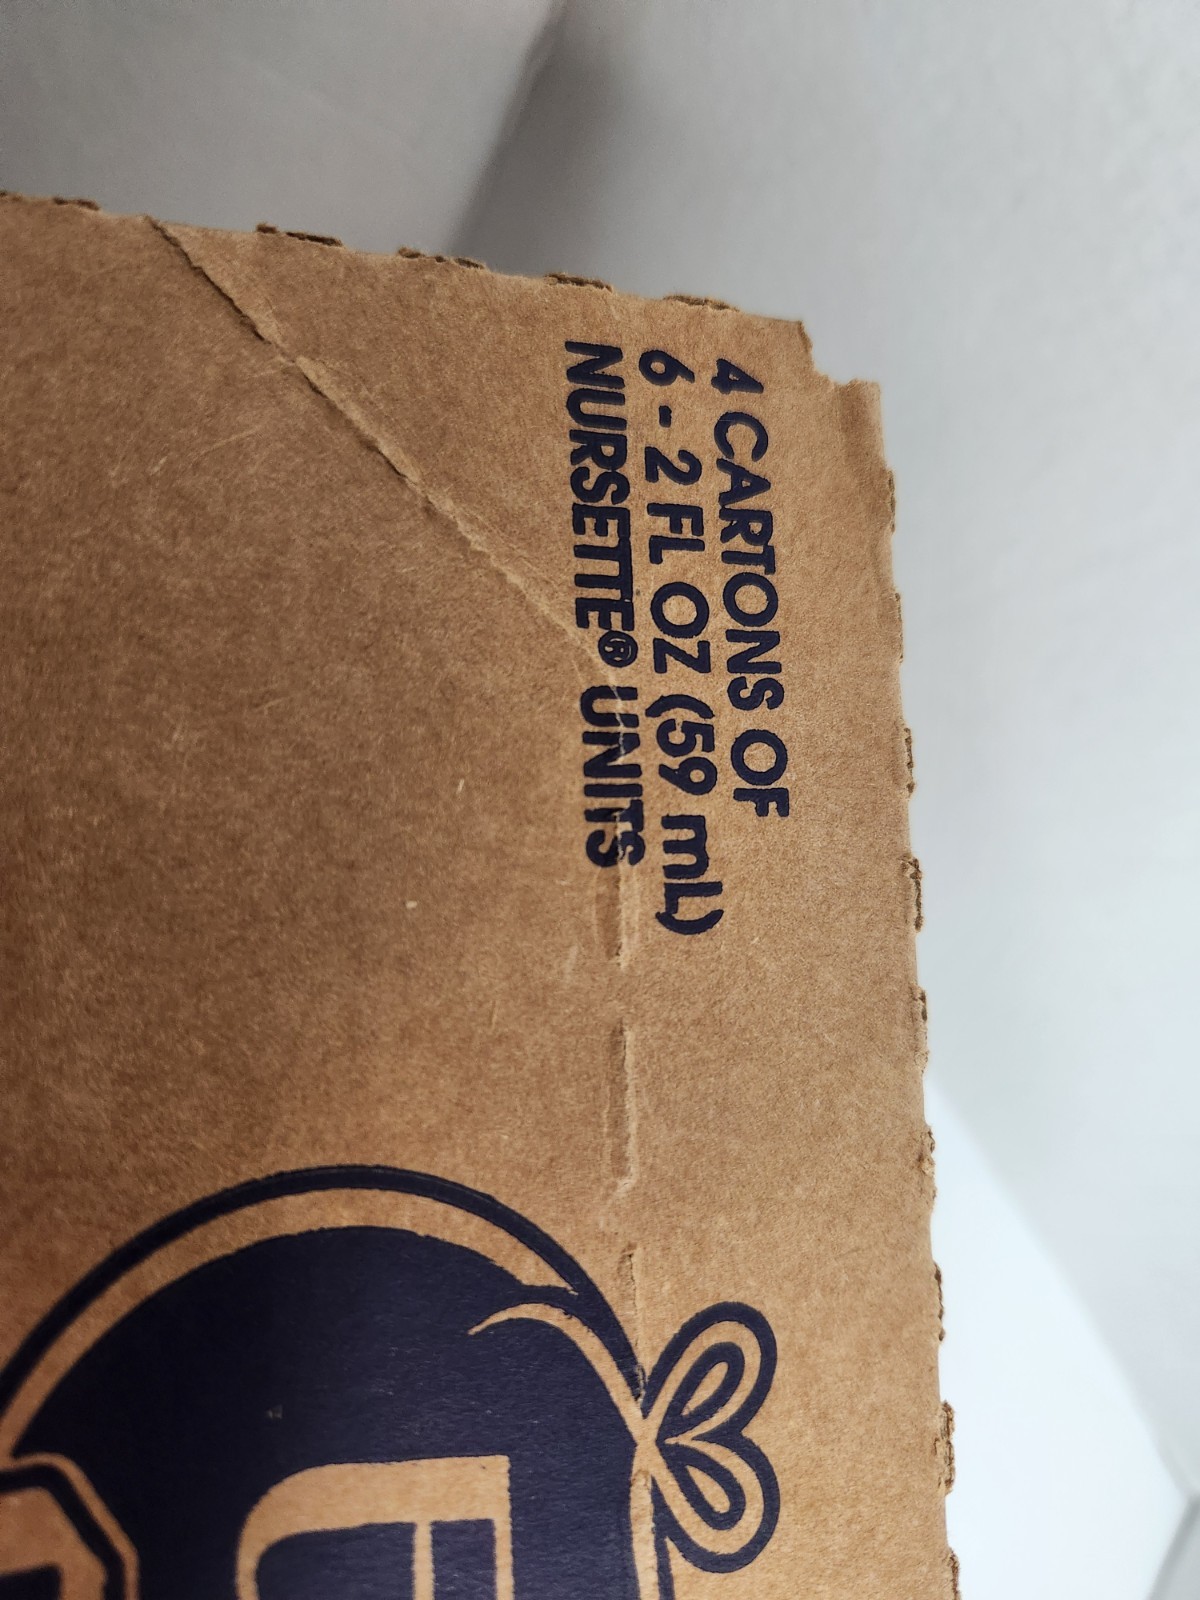 4 CARTONS OF
6 - 2 FL OZ (59 mL)
NURSETTE® UNITS